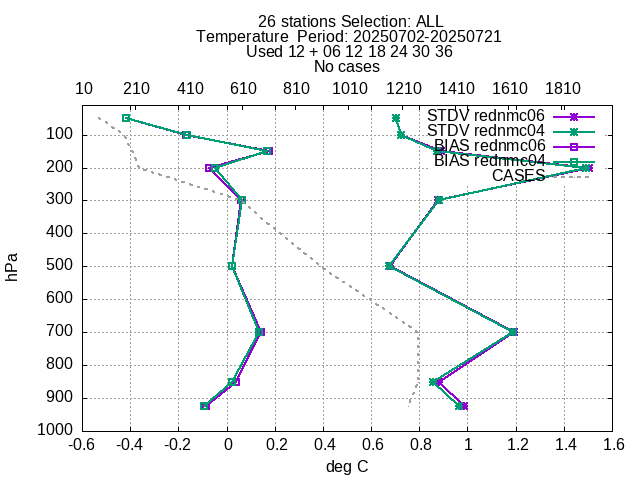 26 stations Selection: ALL
Temperature  Period: 20250702-20250721
Used 12 + 06 12 18 24 30 36
No cases
10 210 410 610 810 1010 1210 1410 1610 1810
STDV rednmc06
STDV rednmc04
BIAS rednmc06
BIAS rednmc04
CASES
100
200
300
400
500
600
700
800
900
1000
hPa
-0.6 -0.4 -0.2 0 0.2 0.4 0.6 0.8 1 1.2 1.4 1.6
deg C